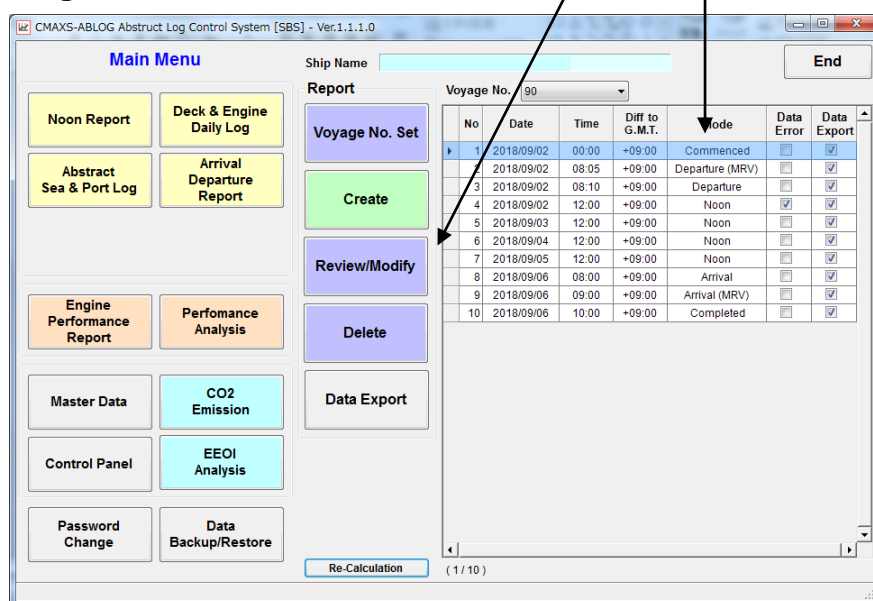 CMAXS-ABLOG Abstruct Log Control System [SBS] - Ver.1.1.1.0
Main Menu
Ship Name
End
Report
Voyage No. 90
Noon Report
Deck & Engine
Daily Log
Abstract
Sea & Port Log
Arrival
Departure
Report
Engine
Performance
Report
Perfomance
Analysis
Master Data
CO2
Emission
Control Panel
EEOI
Analysis
Password
Change
Data
Backup/Restore
Voyage No. Set
Create
Review/Modify
Delete
Data Export
Re-Calculation
No Date Time Diff to G.M.T. Mode Data Error Data Export
1 2018/09/02 00:00 +09:00 Commenced
2 2018/09/02 08:05 +09:00 Departure (MRV)
3 2018/09/02 08:10 +09:00 Departure
4 2018/09/02 12:00 +09:00 Noon
5 2018/09/03 12:00 +09:00 Noon
6 2018/09/04 12:00 +09:00 Noon
7 2018/09/05 12:00 +09:00 Noon
8 2018/09/06 08:00 +09:00 Arrival
9 2018/09/06 09:00 +09:00 Arrival (MRV)
10 2018/09/06 10:00 +09:00 Completed
( 1 / 10 )